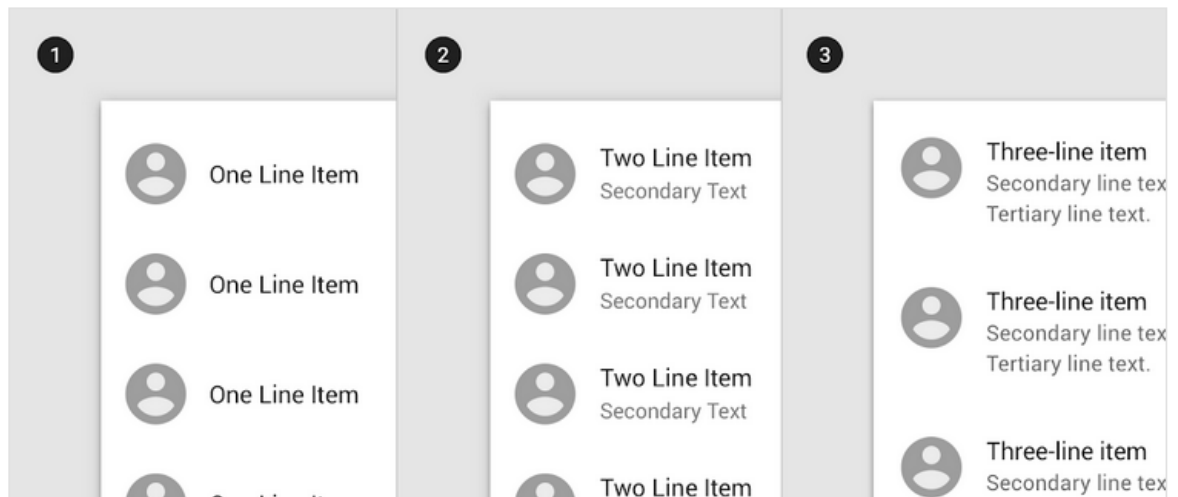 1
One Line Item
One Line Item
One Line Item
2
Two Line Item
Secondary Text
Two Line Item
Secondary Text
Two Line Item
Secondary Text
Two Line Item
3
Three-line item
Secondary line tex
Tertiary line text.
Three-line item
Secondary line tex
Tertiary line text.
Three-line item
Secondary line tex